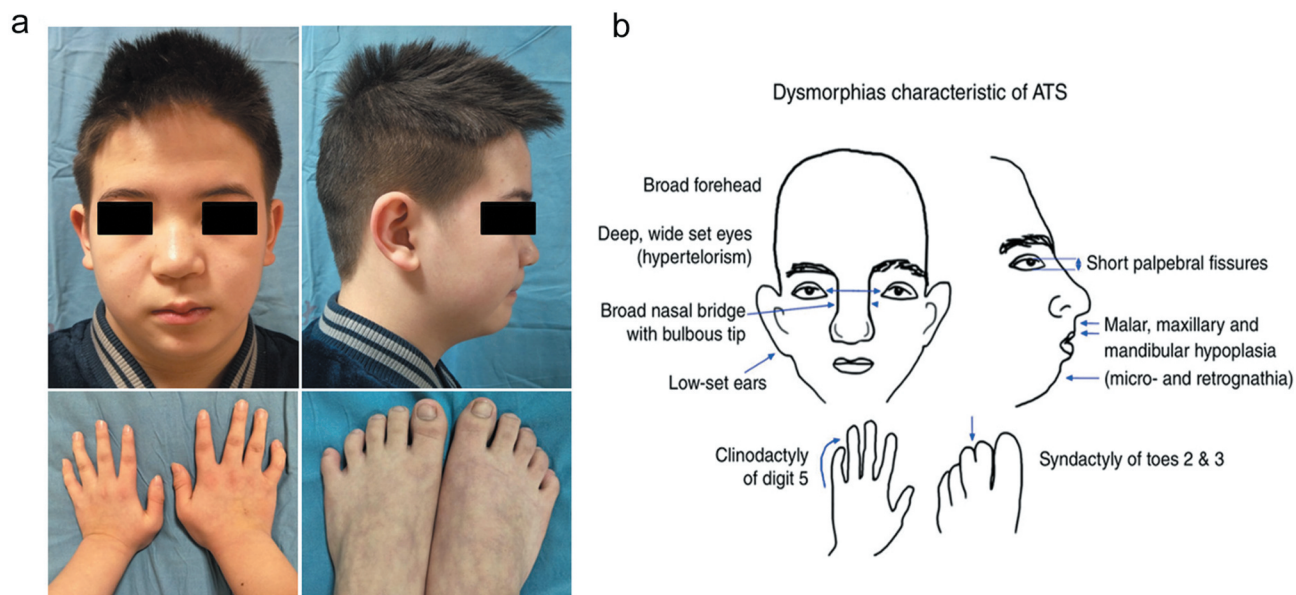 a
b
Dysmorphias characteristic of ATS
Broad forehead
Deep, wide set eyes
(hypertelorism)
Broad nasal bridge
with bulbous tip
Low-set ears
Short palpebral fissures
Malar, maxillary and
mandibular hypoplasia
(micro- and retrognathia)
Clinodactyly
of digit 5
Syndactyly of toes 2 & 3